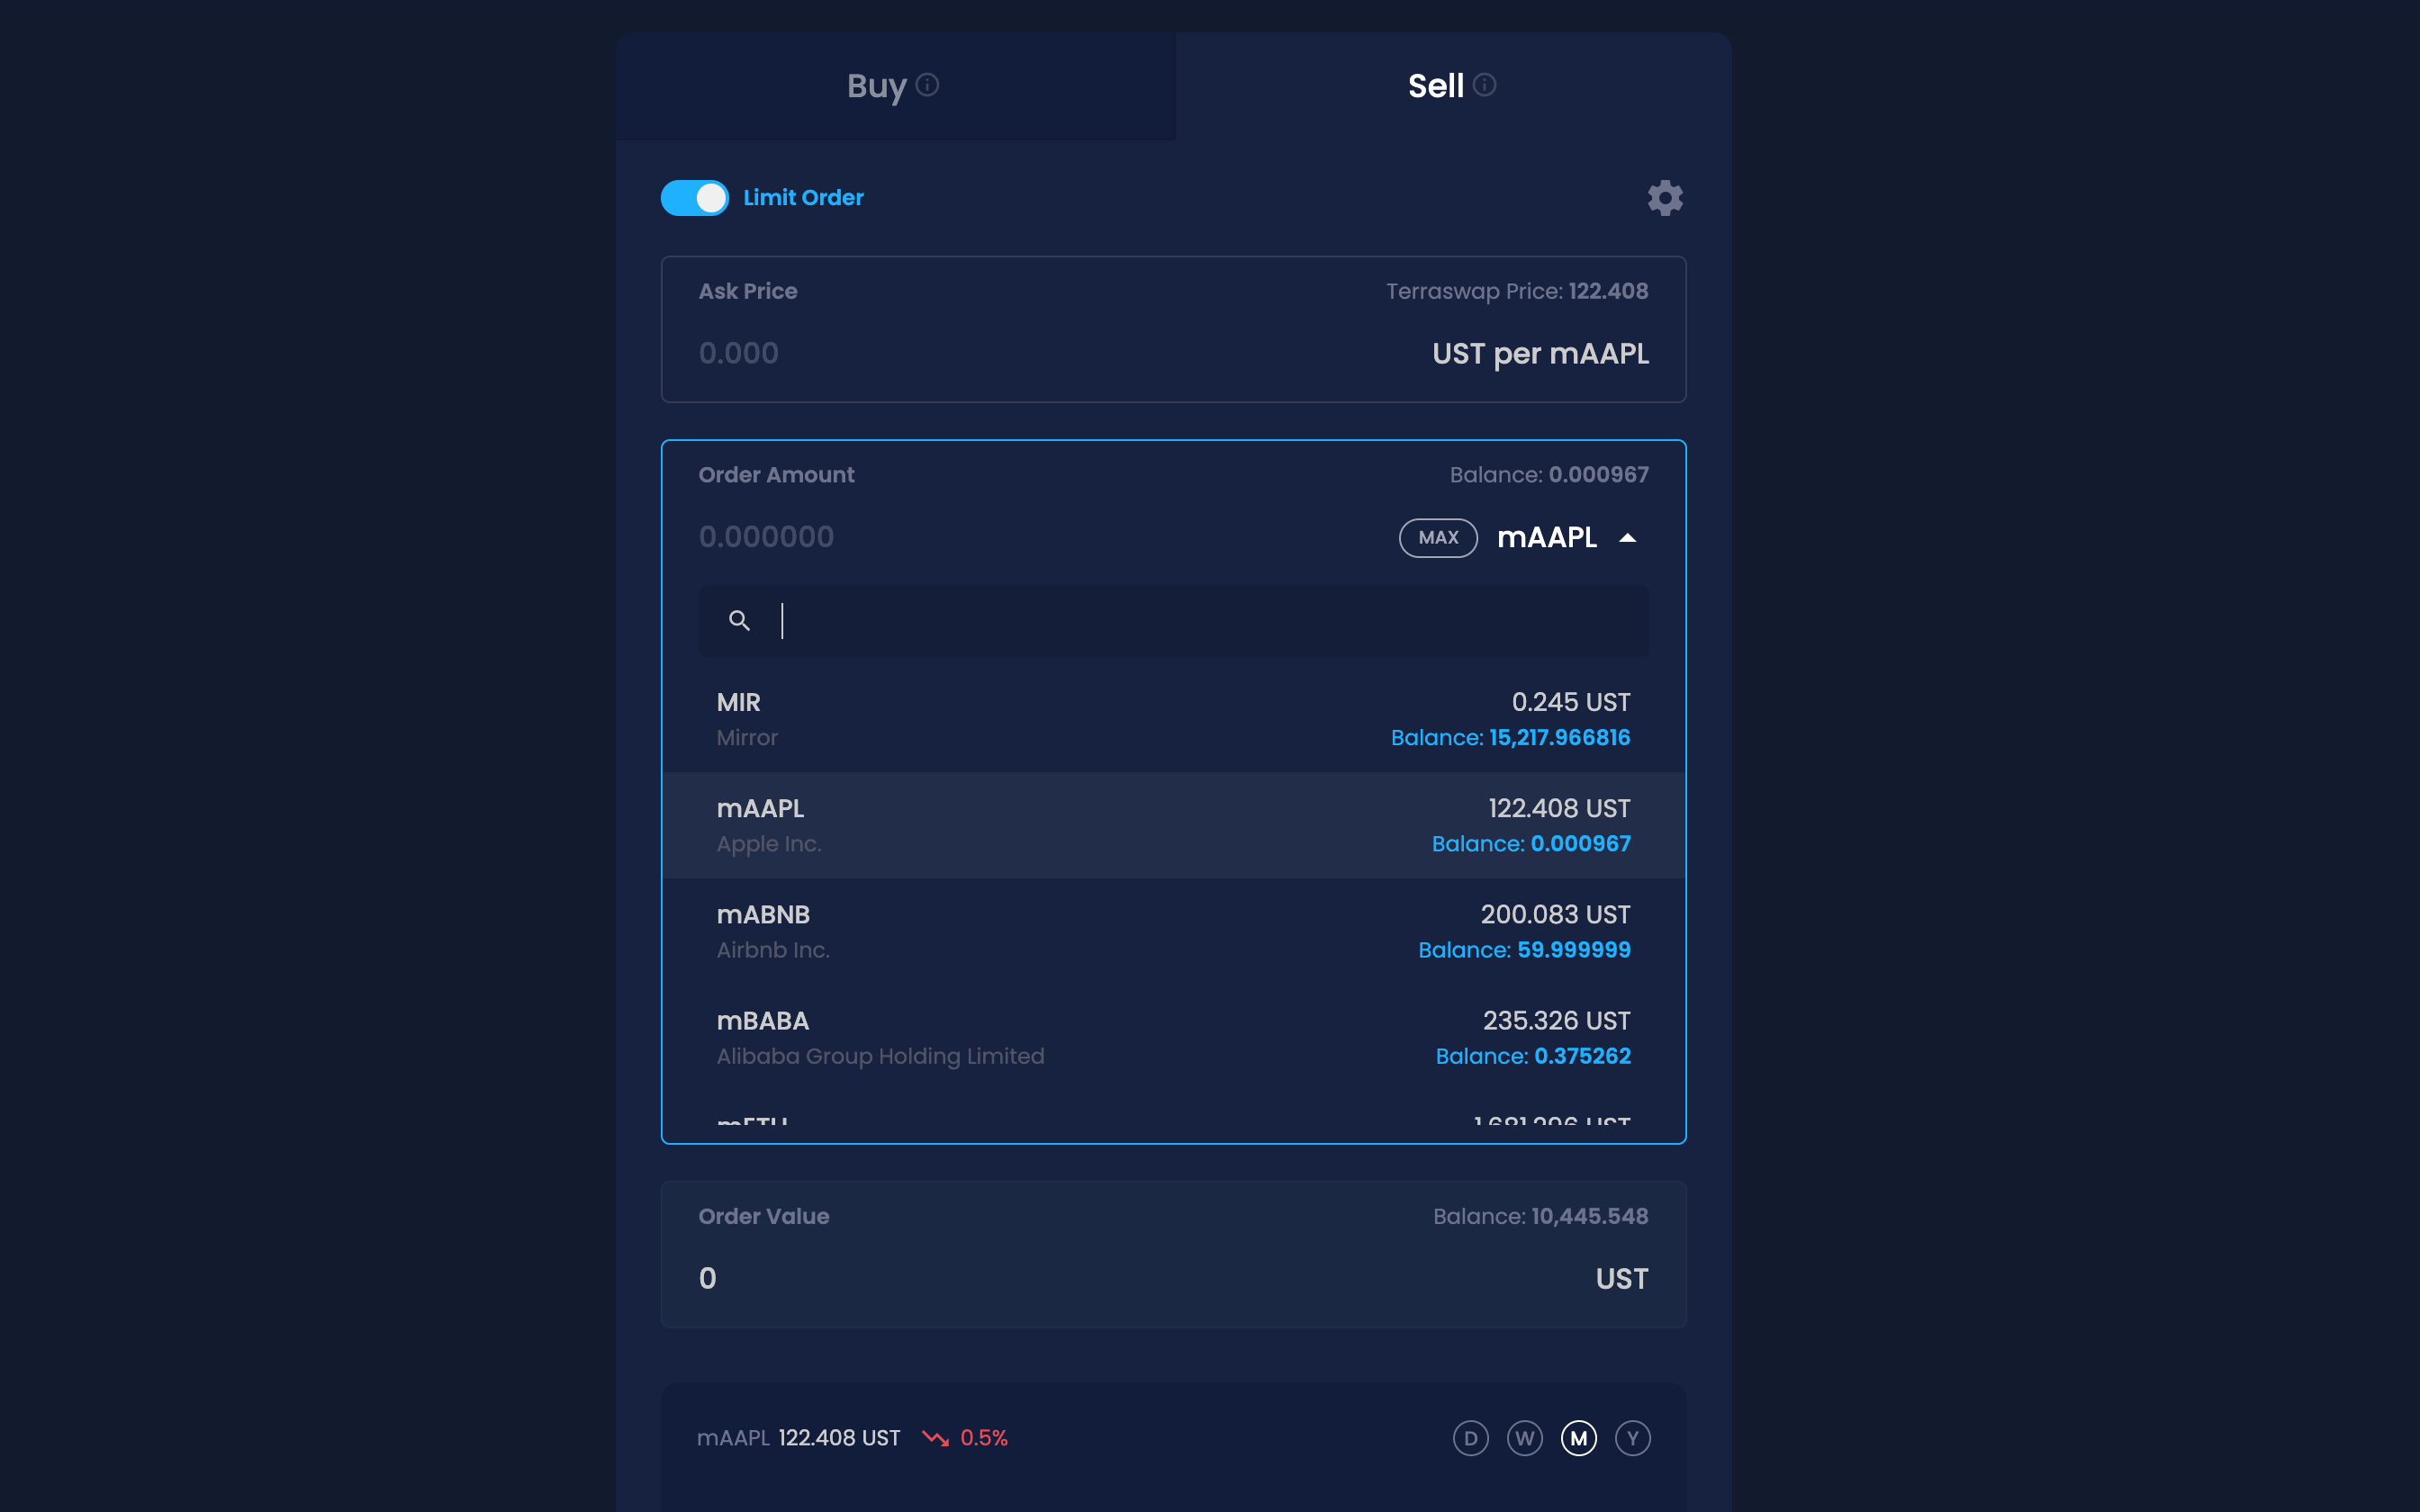 Buy
Sell
Limit Order
Ask Price
Terraswap Price: 122.408
0.000
UST per mAAPL
Order Amount
Balance: 0.000967
0.000000
MAX
mAAPL
MIR
0.245 UST
Mirror
Balance: 15,217.966816
mAAPL
122.408 UST
Apple Inc.
Balance: 0.000967
mABNB
200.083 UST
Airbnb Inc.
Balance: 59.999999
mBABA
235.326 UST
Alibaba Group Holding Limited
Balance: 0.375262
Order Value
Balance: 10,445.548
0
UST
mAAPL 122.408 UST 0.5%
D W M Y